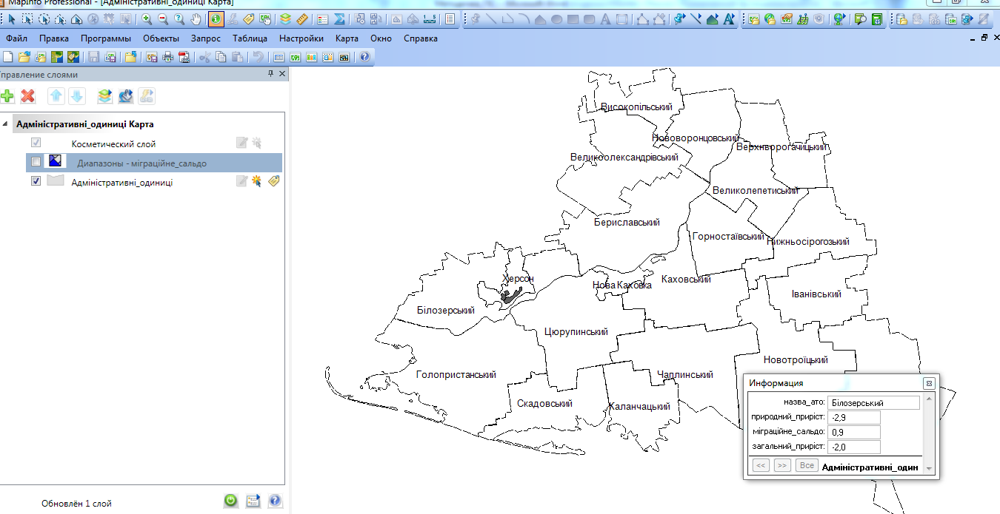 MapInfo Professional - [Адміністративні_одиниці Карта]
Файл Правка Программы Объекты Запрос Таблица Настройки Карта Окно Справка
Управление слоями
Адміністративні_одиниці Карта
Косметический слой
Диапазоны - міграційне_сальдо
Адміністративні_одиниці
Обновлён 1 слой
Високопільський
Нововоронцовський
Верхньорогачицький
Великоолександрівський
Великолепетиський
Бериславський
Горностаївський
Нижньосірогозький
Херсон
Нова Каховка
Каховський
Іванівський
Білозерський
Цюрупинський
Новотроїцький
Голопристанський
Чаплинський
Скадовський
Каланчацький
Информация
назва_ато: Білозерський
природний_приріст: -2,9
міграційне_сальдо: 0,9
загальний_приріст: -2,0
<< >> Все Адміністративні_один